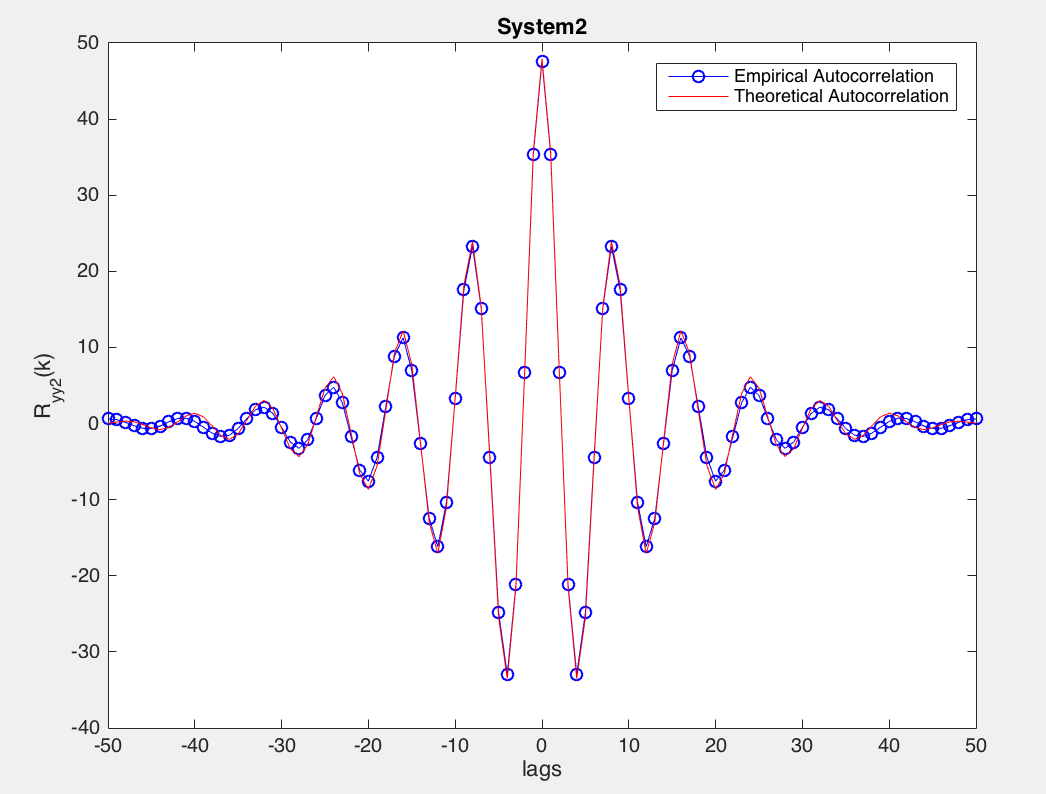 System2
Empirical Autocorrelation
Theoretical Autocorrelation
50
40
30
20
10
0
-10
-20
-30
-40
R_yy2(k)
-50 -40 -30 -20 -10 0 10 20 30 40 50
lags